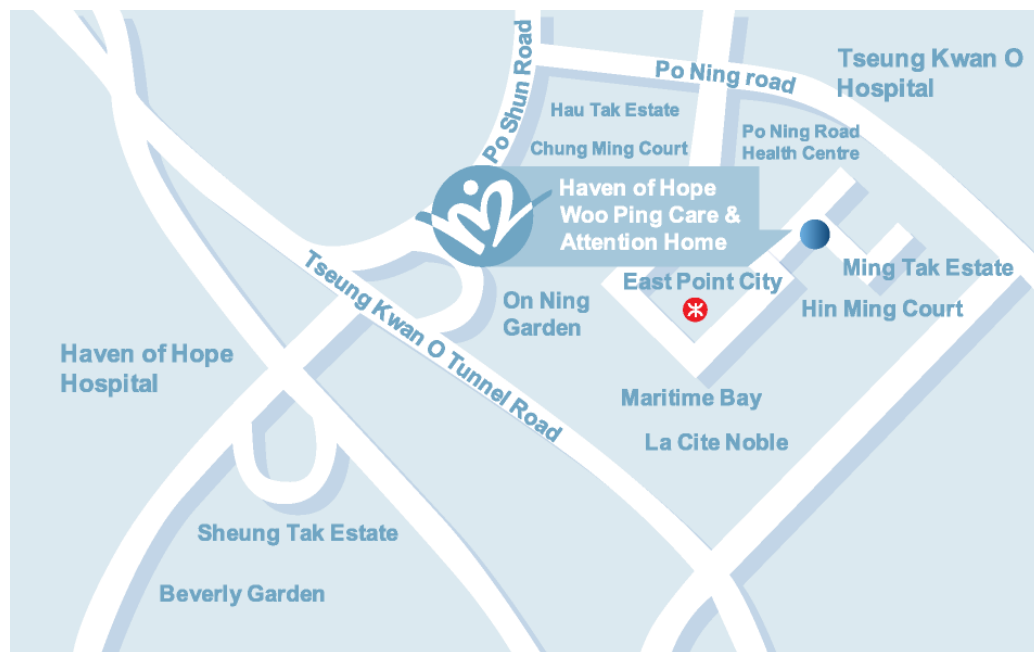 Tseung Kwan O
Hospital
Po Ning road
Po Shun Road
Hau Tak Estate
Chung Ming Court
Po Ning Road
Health Centre
Haven of Hope
Woo Ping Care &
Attention Home
East Point City
Ming Tak Estate
Hin Ming Court
On Ning
Garden
Tseung Kwan O Tunnel Road
Haven of Hope
Hospital
Maritime Bay
La Cite Noble
Sheung Tak Estate
Beverly Garden